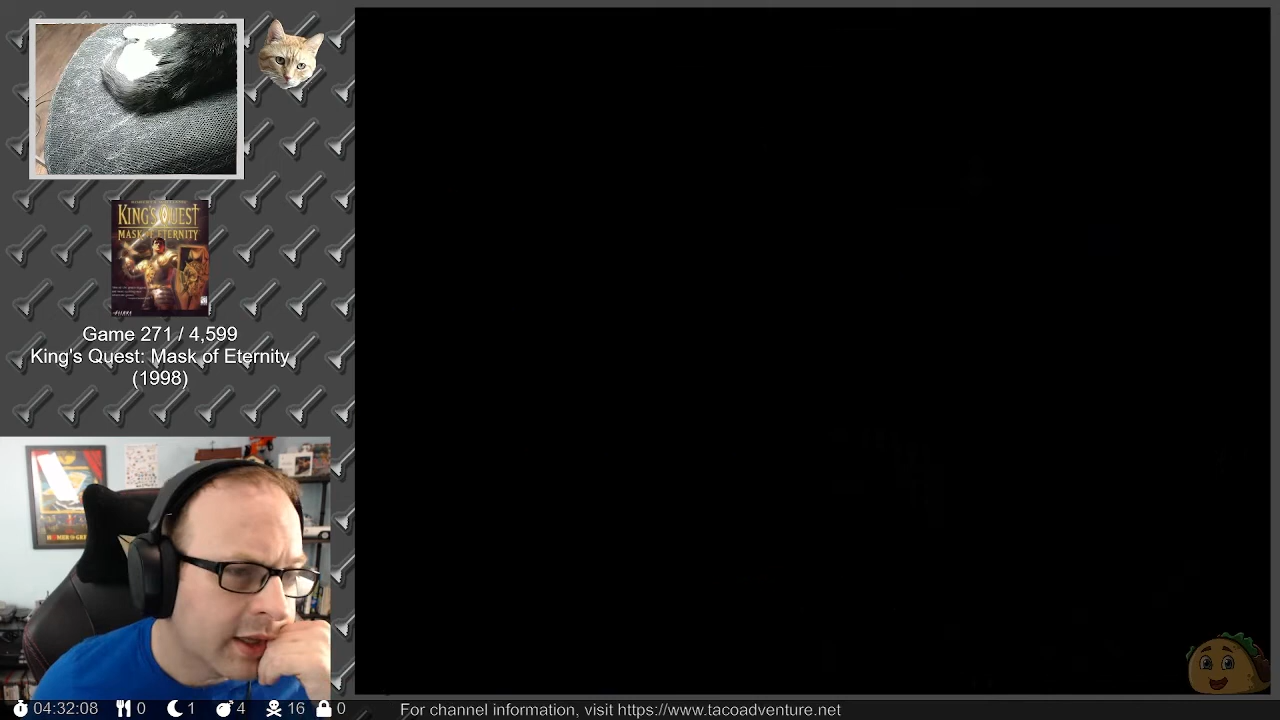 KING'S QUEST
MASK OF ETERNITY
Game 271 / 4,599
King's Quest: Mask of Eternity
(1998)
04:32:08 0 1 4 16 0
For channel information, visit https://www.tacoadventure.net